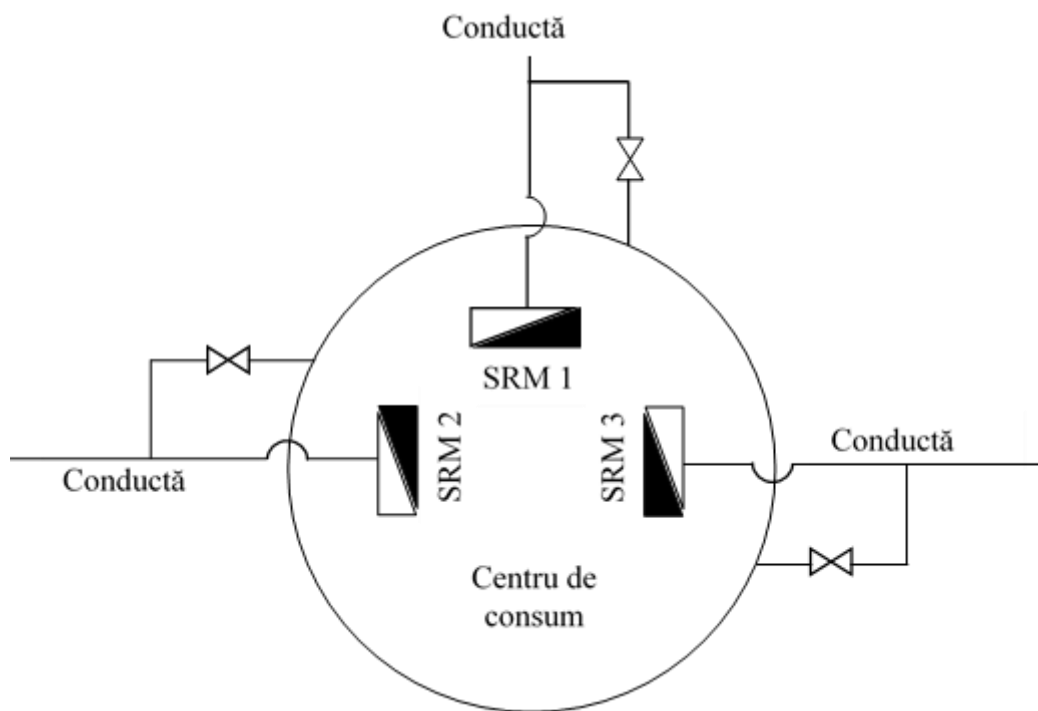 Conductă
SRM 1
SRM 2
SRM 3
Conductă
Conductă
Centru de
consum